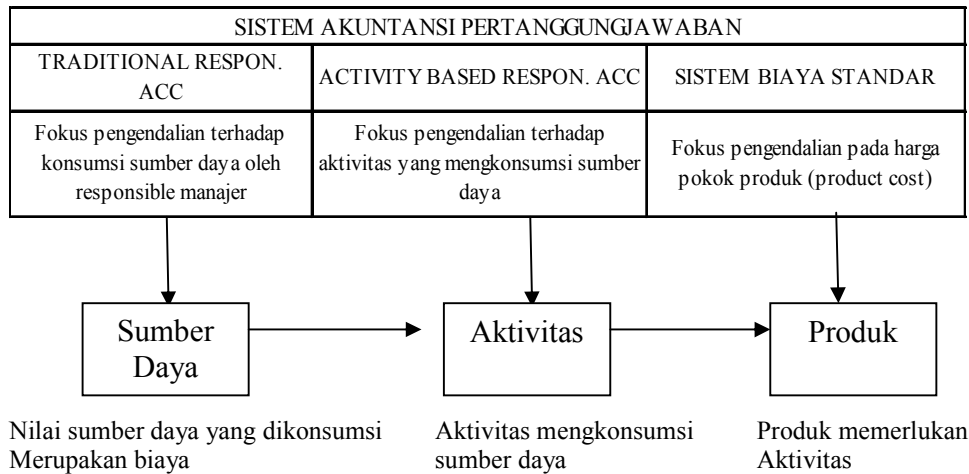 SISTEM AKUNTANSI PERTANGGUNGJAWABAN
TRADITIONAL RESPON.
ACC
ACTIVITY BASED RESPON. ACC
SISTEM BIAYA STANDAR
Fokus pengendalian terhadap
konsumsi sumber daya oleh
responsible manajer
Fokus pengendalian terhadap
aktivitas yang mengkonsumsi sumber
daya
Fokus pengendalian pada harga
pokok produk (product cost)
Sumber
Daya
Aktivitas
Produk
Nilai sumber daya yang dikonsumsi
Merupakan biaya
Aktivitas mengkonsumsi
sumber daya
Produk memerlukan
Aktivitas